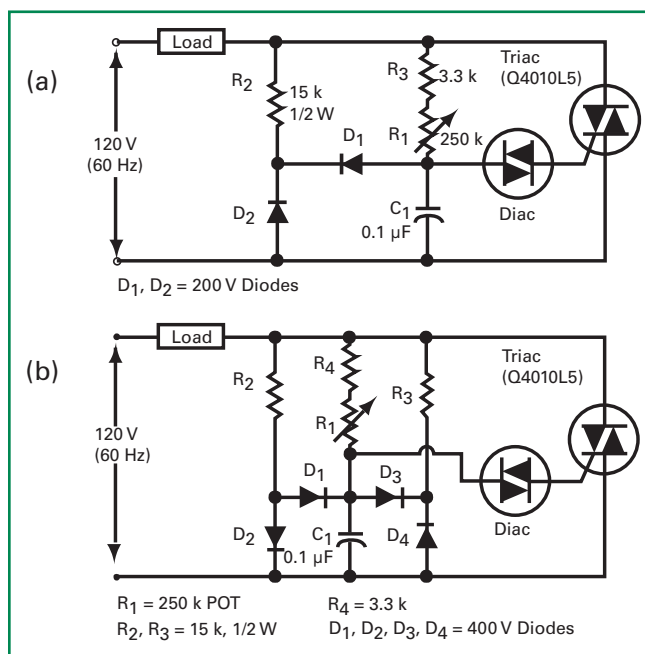 (a)
Load
Triac
(Q4010L5)
R2
15 k
1/2 W
R3
3.3 k
R1
250 k
120 V
(60 Hz)
D1
D2
C1
0.1 µF
Diac
D1, D2 = 200 V Diodes
(b)
Load
Triac
(Q4010L5)
R2
R4
R3
R1
120 V
(60 Hz)
D1
D3
D2
C1
0.1 µF
D4
Diac
R1 = 250 k POT
R2, R3 = 15 k, 1/2 W
R4 = 3.3 k
D1, D2, D3, D4 = 400 V Diodes